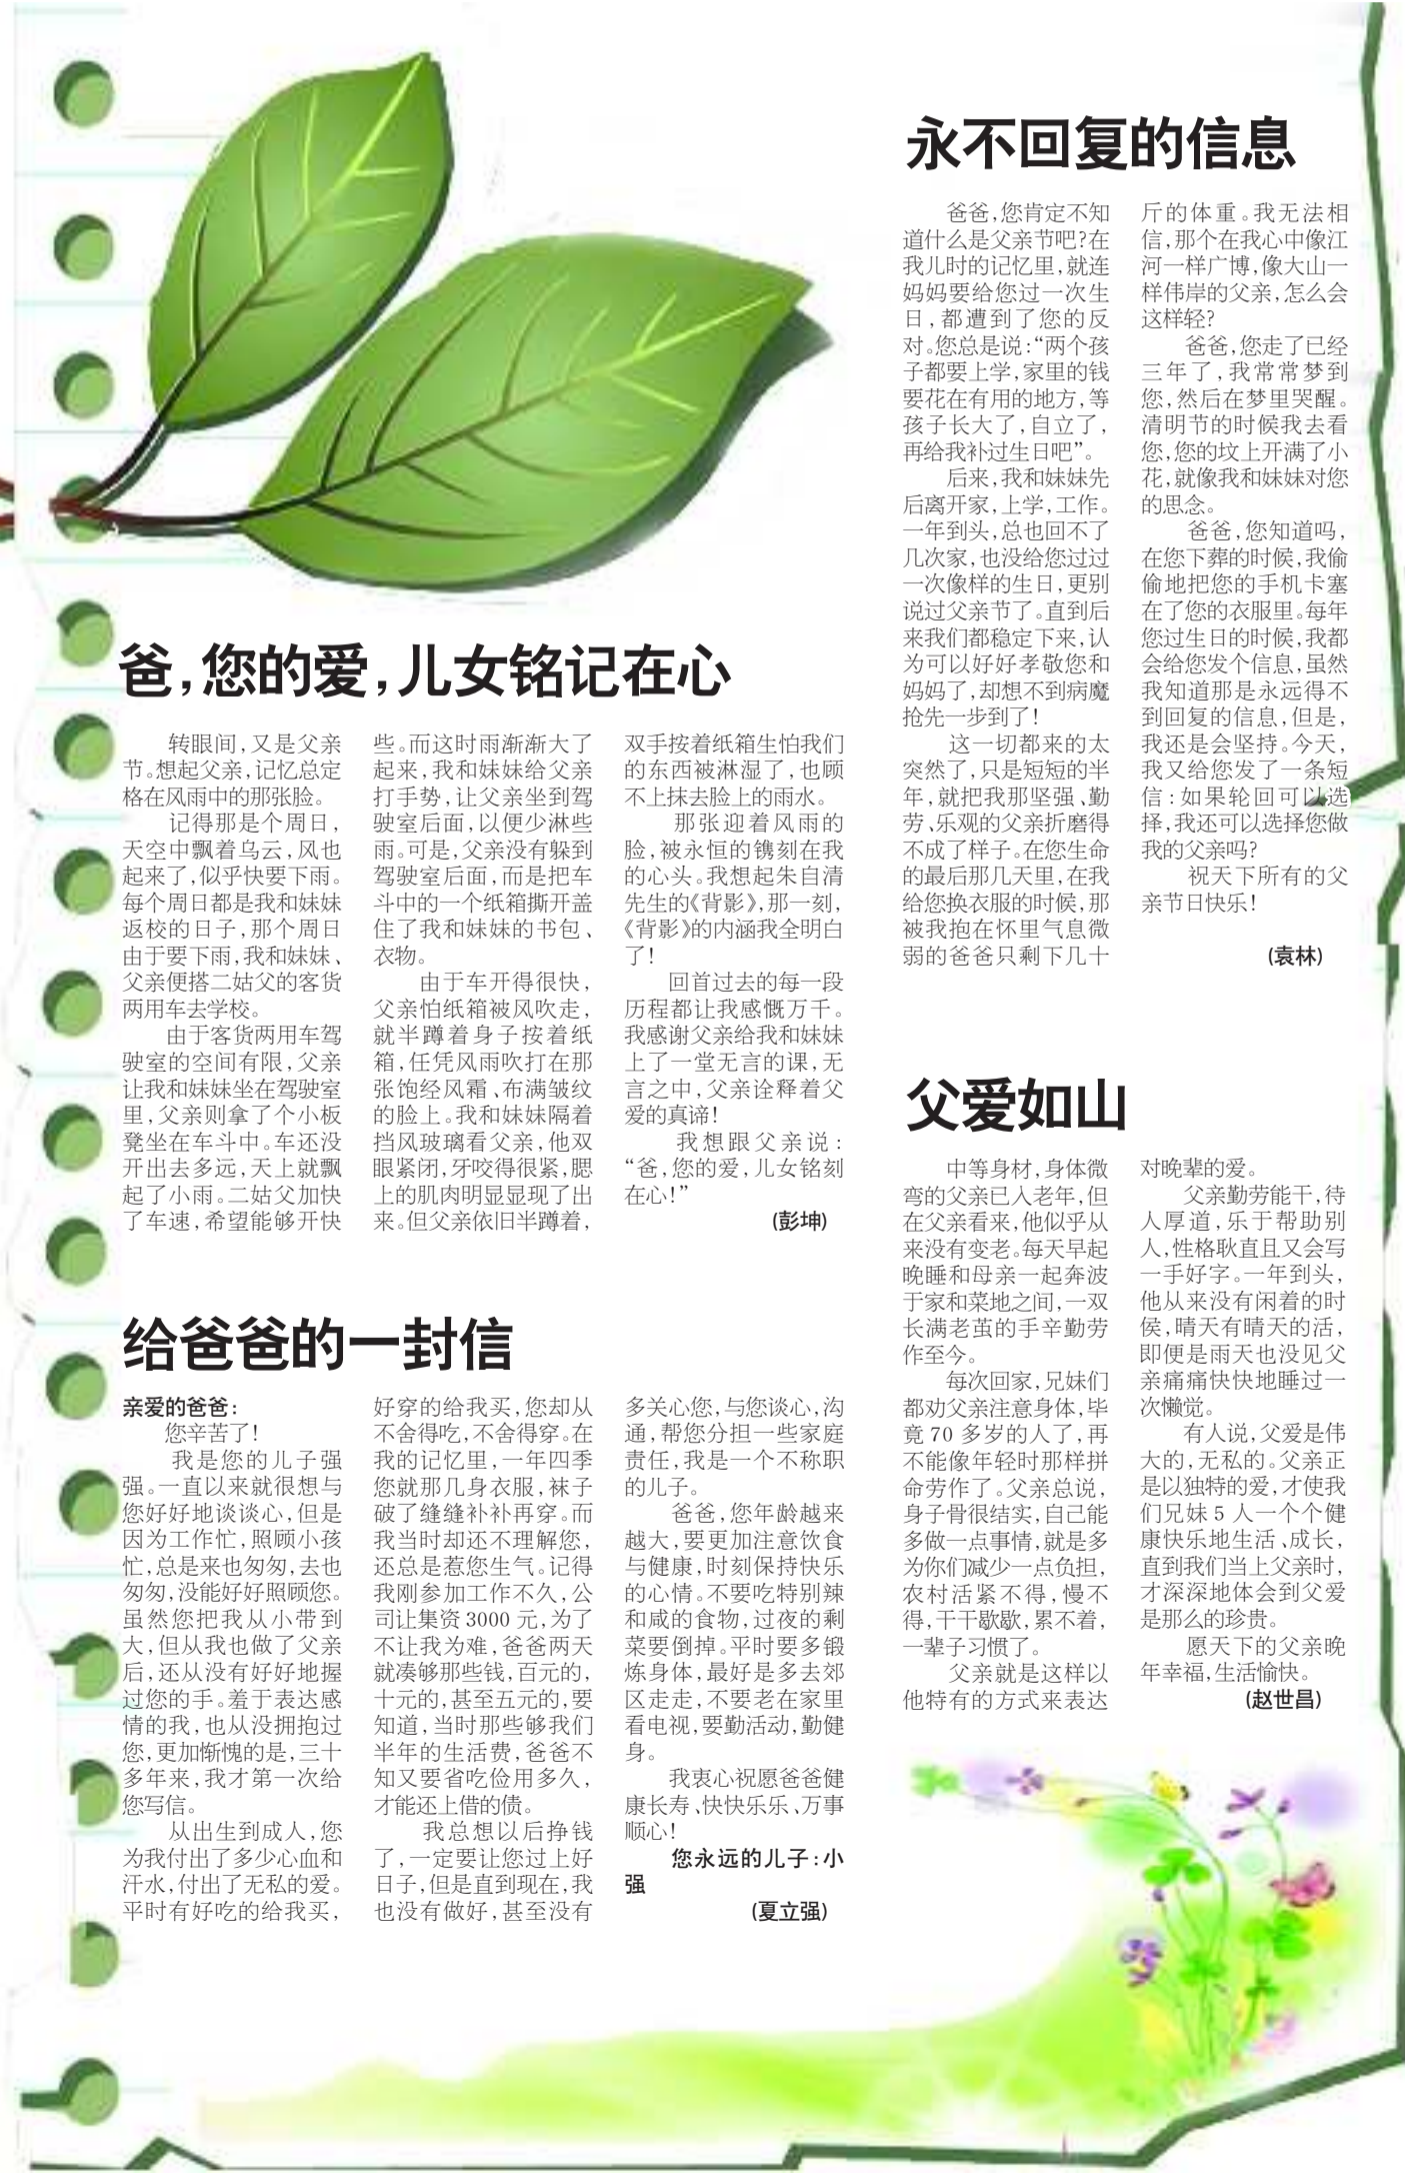 爸,您的爱,儿女铭记在心
转眼间,又是父亲
节。想起父亲,记忆总定
格在风雨中的那张脸。
记得那是个周日,
天空中飘着乌云,风也
起来了,似乎快要下雨。
每个周日都是我和妹妹
返校的日子,那个周日
由于要下雨,我和妹妹、
父亲便搭二姑父的客货
两用车去学校。
由于客货两用车驾
驶室的空间有限,父亲
让我和妹妹坐在驾驶室
里,父亲则拿了个小板
凳坐在车斗中。车还没
开出去多远,天上就飘
起了小雨。二姑父加快
了车速,希望能够开快
些。而这时雨渐渐大了
起来,我和妹妹给父亲
打手势,让父亲坐到驾
驶室后面,以便少淋些
雨。可是,父亲没有躲到
驾驶室后面,而是把车
斗中的一个纸箱撕开盖
住了我和妹妹的书包、
衣物。
由于车开得很快,
父亲怕纸箱被风吹走,
就半蹲着身子按着纸
箱,任凭风雨吹打在那
张饱经风霜、布满皱纹
的脸上。我和妹妹隔着
挡风玻璃看父亲,他双
眼紧闭,牙咬得很紧,腮
上的肌肉明显显现了出
来。但父亲依旧半蹲着,
双手按着纸箱生怕我们
的东西被淋湿了,也顾
不上抹去脸上的雨水。
那张迎着风雨的
脸,被永恒的镌刻在我
的心头。我想起朱自清
先生的《背影》,那一刻,
《背影》的内涵我全明白
了!
回首过去的每一段
历程都让我感慨万千。
我感谢父亲给我和妹妹
上了一堂无言的课,无
言之中,父亲诠释着父
爱的真谛!
我想跟父亲说:
“爸,您的爱,儿女铭刻
在心!”
(彭坤)
给爸爸的一封信
亲爱的爸爸:
您辛苦了!
我是您的儿子强
强。一直以来就很想与
您好好地谈谈心,但是
因为工作忙,照顾小孩
忙,总是来也匆匆,去也
匆匆,没能好好照顾您。
虽然您把我从小带到
大,但从我也做了父亲
后,还从没有好好地握
过您的手。羞于表达感
情的我,也从没拥抱过
您,更加惭愧的是,三十
多年来,我才第一次给
您写信。
从出生到成人,您
为我付出了多少心血和
汗水,付出了无私的爱。
平时有好吃的给我买,
好穿的给我买,您却从
不舍得吃,不舍得穿。在
我的记忆里,一年四季
您就那几身衣服,袜子
破了缝缝补补再穿。而
我当时却还不理解您,
还总是惹您生气。记得
我刚参加工作不久,公
司让集资 3000 元,为了
不让我为难,爸爸两天
就凑够那些钱,百元的,
十元的,甚至五元的,要
知道,当时那些够我们
半年的生活费,爸爸不
知又要省吃俭用多久,
才能还上借的债。
我总想以后挣钱
了,一定要让您过上好
日子,但是直到现在,我
也没有做好,甚至没有
多关心您,与您谈心,沟
通,帮您分担一些家庭
责任,我是一个不称职
的儿子。
爸爸,您年龄越来
越大,要更加注意饮食
与健康,时刻保持快乐
的心情。不要吃特别辣
和咸的食物,过夜的剩
菜要倒掉。平时要多锻
炼身体,最好是多去郊
区走走,不要老在家里
看电视,要勤活动,勤健
身。
我衷心祝愿爸爸健
康长寿、快快乐乐、万事
顺心!
您永远的儿子:小
强
(夏立强)
永不回复的信息
爸爸,您肯定不知
道什么是父亲节吧?在
我儿时的记忆里,就连
妈妈要给您过一次生
日,都遭到了您的反
对。您总是说:“两个孩
子都要上学,家里的钱
要花在有用的地方,等
孩子长大了,自立了,
再给我补过生日吧”。
后来,我和妹妹先
后离开家,上学,工作。
一年到头,总也回不了
几次家,也没给您过过
一次像样的生日,更别
说过父亲节了。直到后
来我们都稳定下来,认
为可以好好孝敬您和
妈妈了,却想不到病魔
抢先一步到了!
这一切都来的太
突然了,只是短短的半
年,就把我那坚强、勤
劳、乐观的父亲折磨得
不成了样子。在您生命
的最后那几天里,在我
给您换衣服的时候,那
被我抱在怀里气息微
弱的爸爸只剩下几十
斤的体重。我无法相
信,那个在我心中像江
河一样广博,像大山一
样伟岸的父亲,怎么会
这样轻?
爸爸,您走了已经
三年了,我常常梦到
您,然后在梦里哭醒。
清明节的时候我去看
您,您的坟上开满了小
花,就像我和妹妹对您
的思念。
爸爸,您知道吗,
在您下葬的时候,我偷
偷地把您的手机卡塞
在了您的衣服里。每年
您过生日的时候,我都
会给您发个信息,虽然
我知道那是永远得不
到回复的信息,但是,
我还是会坚持。今天,
我又给您发了一条短
信:如果轮回可以选
择,我还可以选择您做
我的父亲吗?
祝天下所有的父
亲节日快乐!
(袁林)
父爱如山
中等身材,身体微
弯的父亲已入老年,但
在父亲看来,他似乎从
来没有变老。每天早起
晚睡和母亲一起奔波
于家和菜地之间,一双
长满老茧的手辛勤劳
作至今。
每次回家,兄妹们
都劝父亲注意身体,毕
竟 70 多岁的人了,再
不能像年轻时那样拼
命劳作了。父亲总说,
身子骨很结实,自己能
多做一点事情,就是多
为你们减少一点负担,
农村活紧不得,慢不
得,干干歇歇,累不着,
一辈子习惯了。
父亲就是这样以
他特有的方式来表达
对晚辈的爱。
父亲勤劳能干,待
人厚道,乐于帮助别
人,性格耿直且又会写
一手好字。一年到头,
他从来没有闲着的时
侯,晴天有晴天的活,
即便是雨天也没见父
亲痛痛快快地睡过一
次懒觉。
有人说,父爱是伟
大的,无私的。父亲正
是以独特的爱,才使我
们兄妹 5 人一个个健
康快乐地生活、成长,
直到我们当上父亲时,
才深深地体会到父爱
是那么的珍贵。
愿天下的父亲晚
年幸福,生活愉快。
(赵世昌)